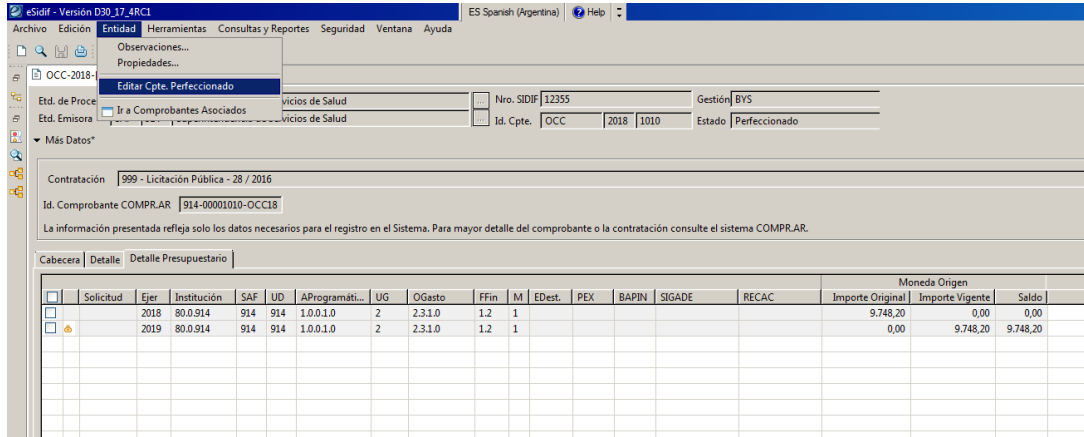 eSidif - Versión D30_17_4RC1
ES Spanish (Argentina) Help
Archivo Edición Entidad Herramientas Consultas y Reportes Seguridad Ventana Ayuda
Observaciones...
Propiedades...
Editar Cpte. Perfeccionado
Ir a Comprobantes Asociados
OCC-2018-
Etd. de Proce vicios de Salud ... Nro. SIDIF 12355 Gestión BYS
Etd. Emisora vicios de Salud ... Id. Cpte. OCC 2018 1010 Estado Perfeccionado
Más Datos*
Contratación 999 - Licitación Pública - 28 / 2016
Id. Comprobante COMPR.AR 914-00001010-OCC18
La información presentada refleja solo los datos necesarios para el registro en el Sistema. Para mayor detalle del comprobante o la contratación consulte el sistema COMPR.AR.
Cabecera Detalle Detalle Presupuestario
Moneda Origen
Solicitud Ejer Institución SAF UD AProgramáti... UG OGasto FFin M EDest. PEX BAPIN SIGADE RECAC Importe Original Importe Vigente Saldo
2018 80.0.914 914 914 1.0.0.1.0 2 2.3.1.0 1.2 1 9.748,20 0,00 0,00
2019 80.0.914 914 914 1.0.0.1.0 2 2.3.1.0 1.2 1 0,00 9.748,20 9.748,20